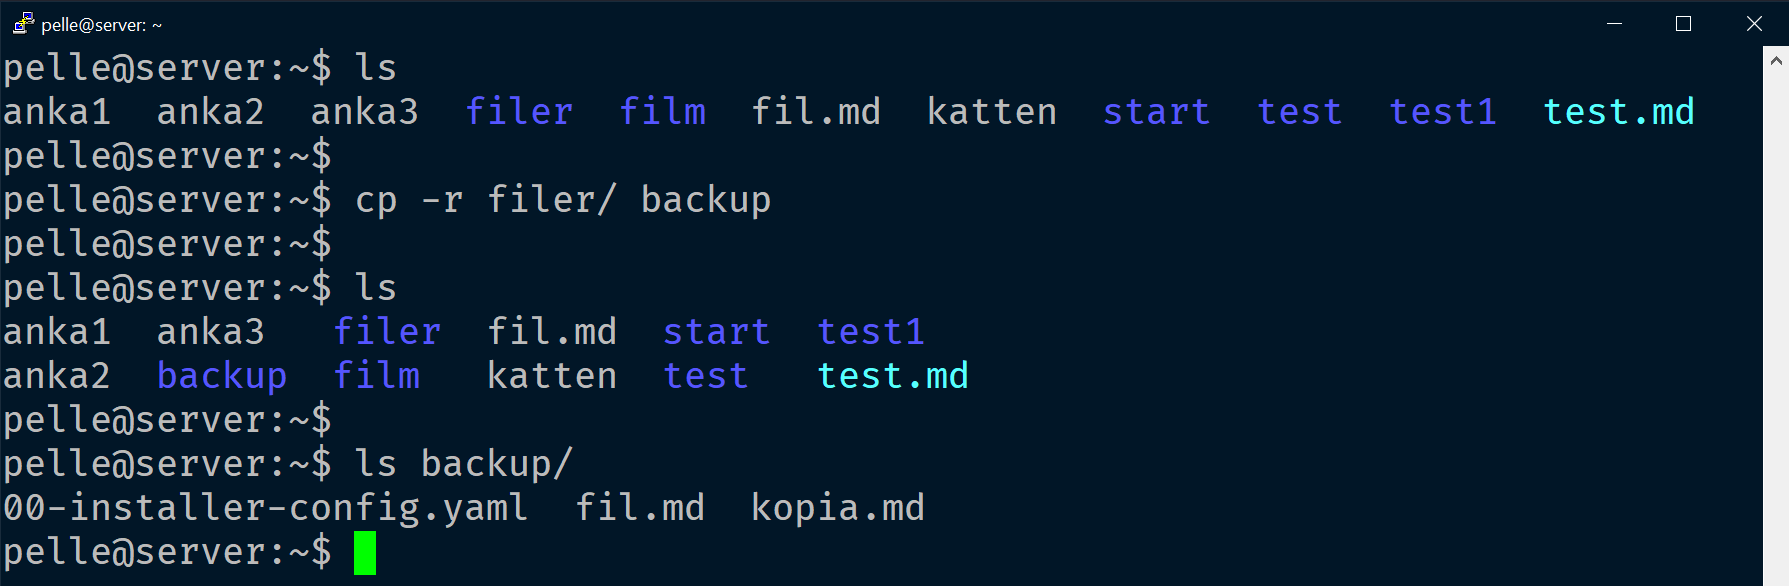 pelle@server: ~
pelle@server:~$ ls
anka1  anka2  anka3  filer  film  fil.md  katten  start  test  test1  test.md
pelle@server:~$
pelle@server:~$ cp -r filer/ backup
pelle@server:~$
pelle@server:~$ ls
anka1  anka3   filer  fil.md  start  test1
anka2  backup  film   katten  test   test.md
pelle@server:~$
pelle@server:~$ ls backup/
00-installer-config.yaml  fil.md  kopia.md
pelle@server:~$